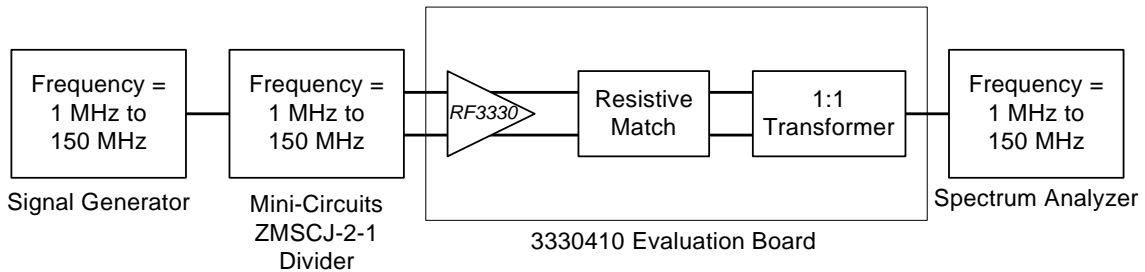 Frequency =
1 MHz to
150 MHz
Signal Generator
Frequency =
1 MHz to
150 MHz
Mini-Circuits
ZMSCJ-2-1
Divider
RF3330
Resistive
Match
1:1
Transformer
3330410 Evaluation Board
Frequency =
1 MHz to
150 MHz
Spectrum Analyzer